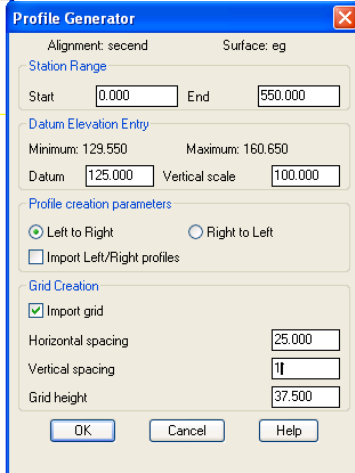 Profile Generator
Alignment: secend Surface: eg
Station Range
Start 0.000 End 550.000
Datum Elevation Entry
Minimum: 129.550 Maximum: 160.650
Datum 125.000 Vertical scale 100.000
Profile creation parameters
Left to Right Right to Left
Import Left/Right profiles
Grid Creation
Import grid
Horizontal spacing 25.000
Vertical spacing 1
Grid height 37.500
OK Cancel Help